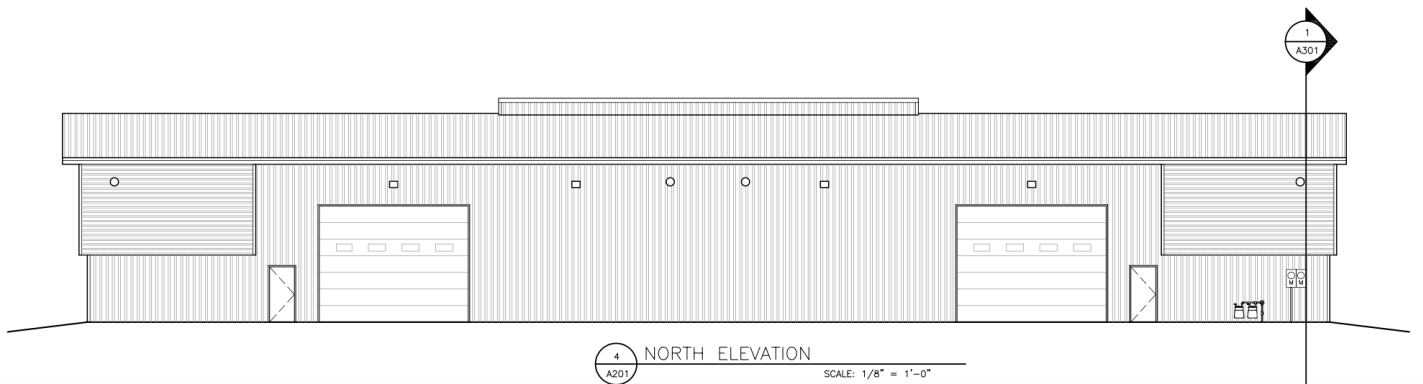 1
A301
M M
4 NORTH ELEVATION
A201 SCALE: 1/8" = 1'-0"